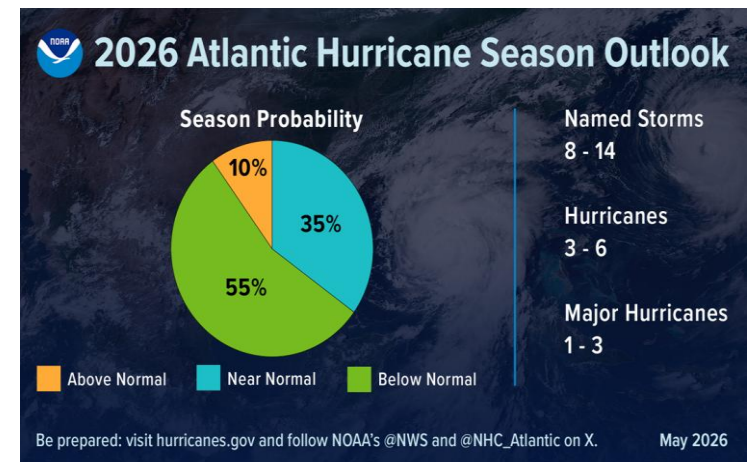 NOAA
2026 Atlantic Hurricane Season Outlook
Season Probability
10%
35%
55%
Above Normal
Near Normal
Below Normal
Named Storms
8 - 14
Hurricanes
3 - 6
Major Hurricanes
1 - 3
Be prepared: visit hurricanes.gov and follow NOAA's @NWS and @NHC_Atlantic on X.
May 2026